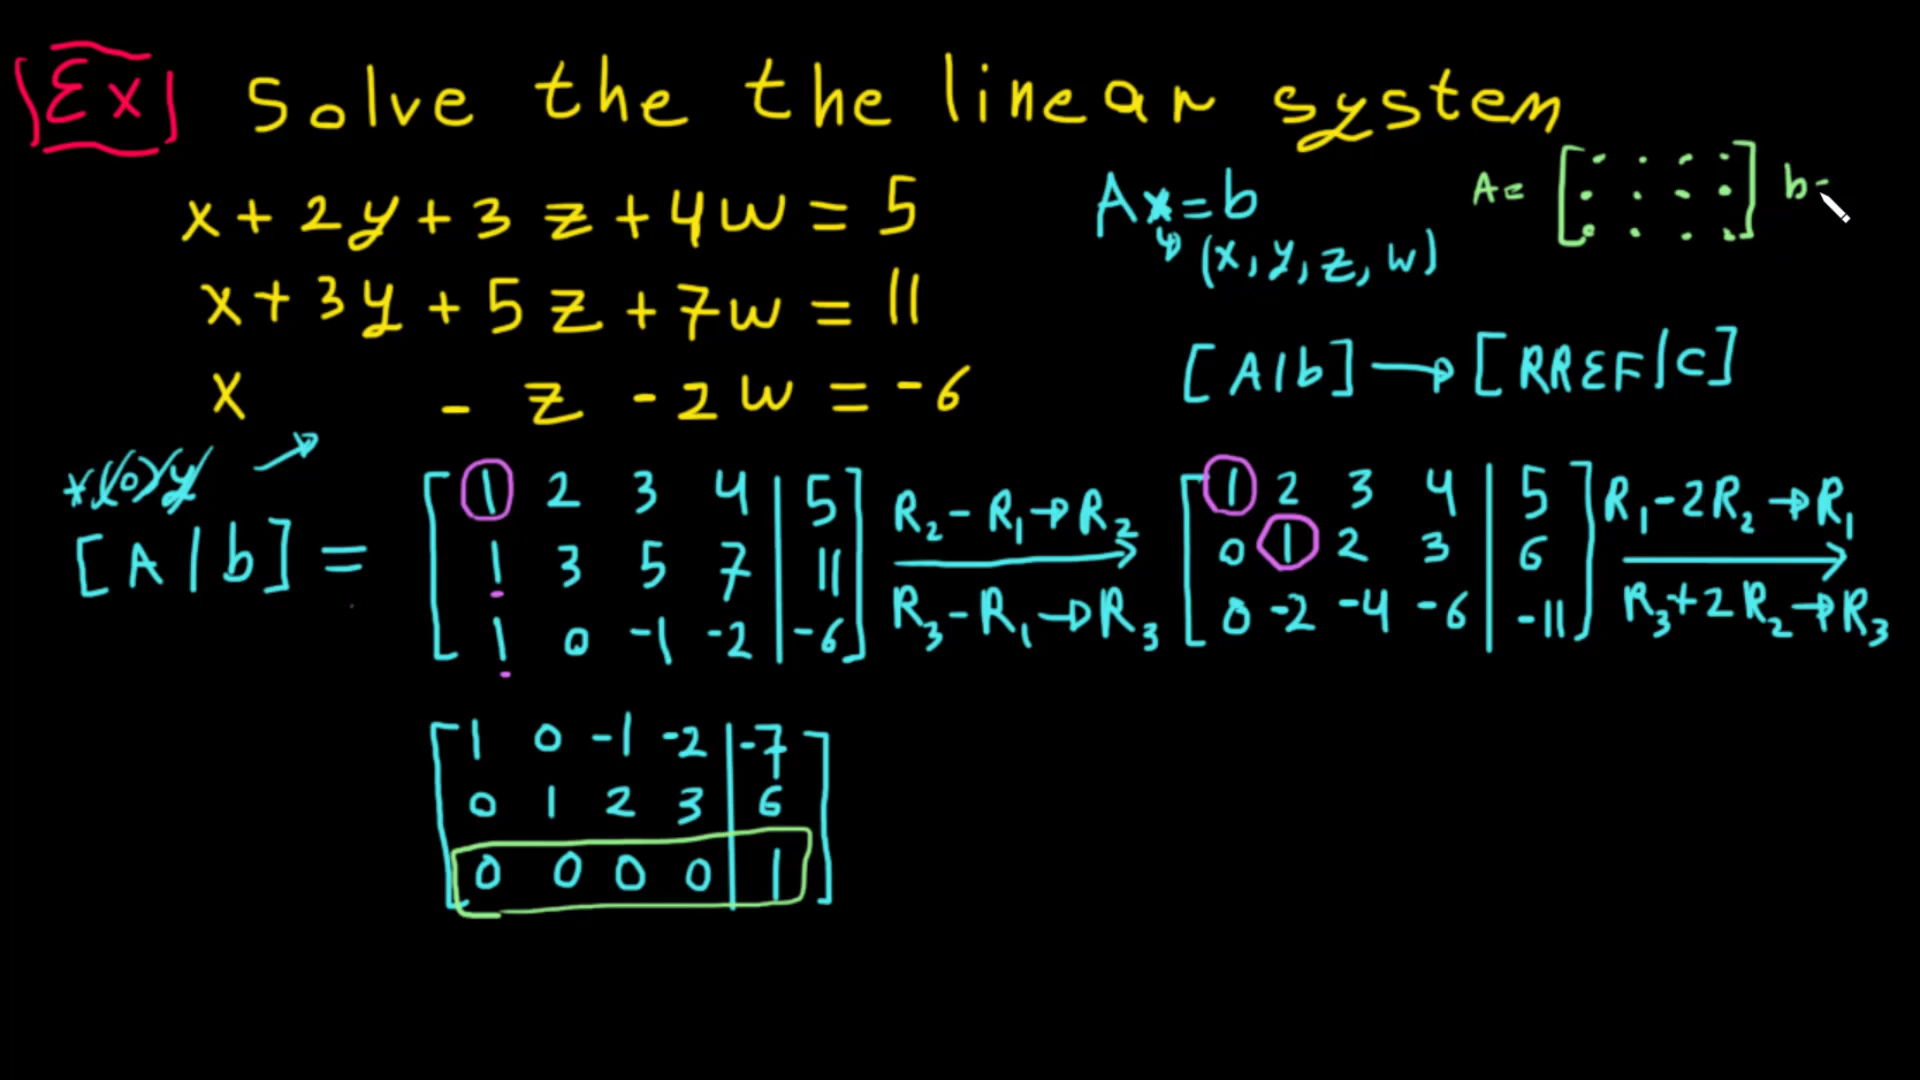 Ex Solve the the linear system
x + 2y + 3z + 4w = 5
x + 3y + 5z + 7w = 11
x - z - 2w = -6
Ax = b
(x, y, z, w)
A = [ ] b =
[A|b] → [RREF|C]
[A|b] =
[1 2 3 4 | 5]
[1 3 5 7 | 11]
[1 0 -1 -2 | -6]
R2 - R1 → R2
R3 - R1 → R3
[1 2 3 4 | 5]
[0 1 2 3 | 6]
[0 -2 -4 -6 | -11]
R1 - 2R2 → R1
R3 + 2R2 → R3
[1 0 -1 -2 | -7]
[0 1 2 3 | 6]
[0 0 0 0 | 1]